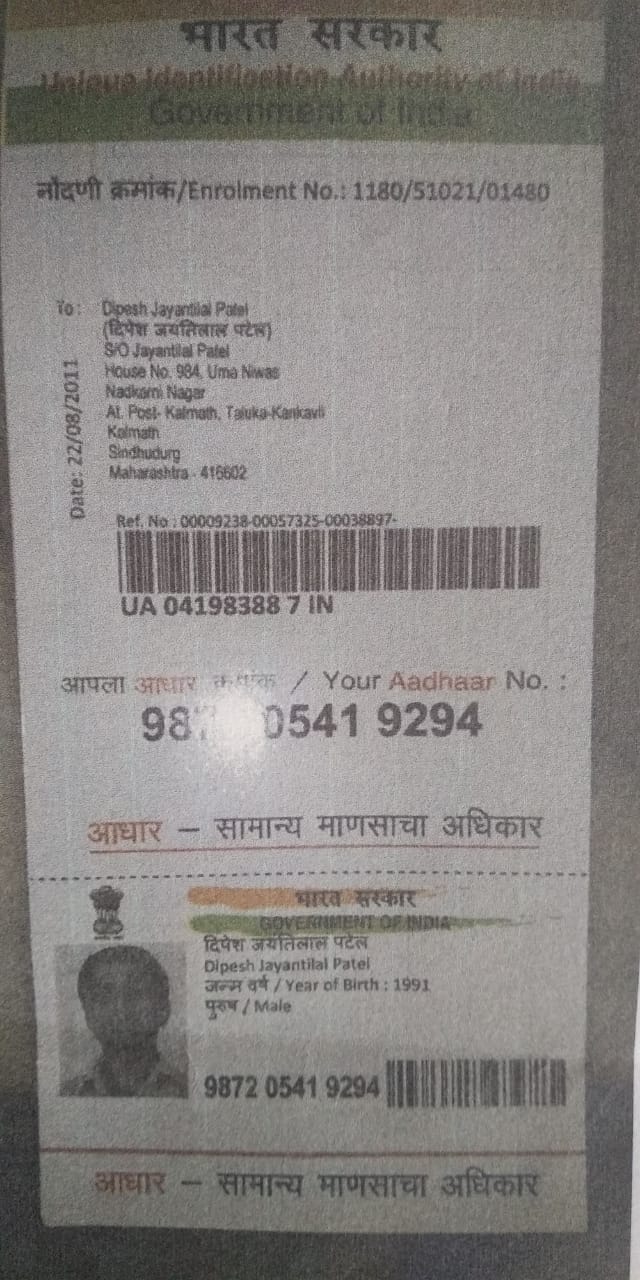 भारत सरकार
Unique Identification Authority of India
Government of India
नोंदणी क्रमांक/Enrolment No.: 1180/51021/01480
To: Dipesh Jayantilal Patel
(दिपेश जयंतिलाल पटेल)
S/O Jayantilal Patel
House No. 984, Uma Niwas
Nadkarni Nagar
At. Post- Kalmath, Taluka-Kankavli
Kalmath
Sindhudurg
Maharashtra - 416602
Date: 22/08/2011
Ref. No : 00009238-00057325-00038897-
UA 04198388 7 IN
आपला आधार क्रमांक / Your Aadhaar No. :
0541 9294
आधार — सामान्य माणसाचा अधिकार
भारत सरकार
GOVERNMENT OF INDIA
दिपेश जयंतिलाल पटेल
Dipesh Jayantilal Patel
जन्म वर्ष / Year of Birth : 1991
पुरुष / Male
9872 0541 9294
आधार — सामान्य माणसाचा अधिकार